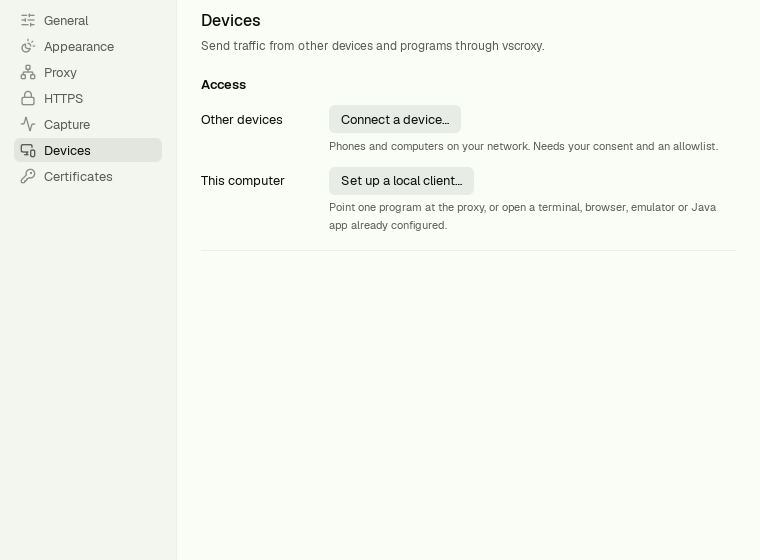 General
Appearance
Proxy
HTTPS
Capture
Devices
Certificates
Devices
Send traffic from other devices and programs through vscroxy.
Access
Other devices
Connect a device...
Phones and computers on your network. Needs your consent and an allowlist.
This computer
Set up a local client...
Point one program at the proxy, or open a terminal, browser, emulator or Java
app already configured.